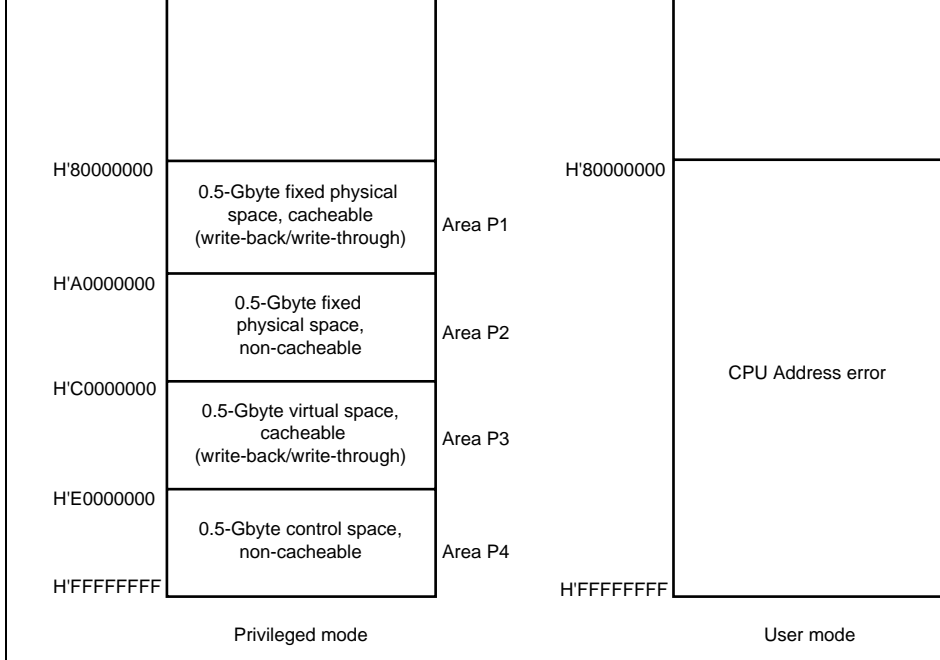 H'80000000
0.5-Gbyte fixed physical
space, cacheable
(write-back/write-through)
Area P1
H'A0000000
0.5-Gbyte fixed
physical space,
non-cacheable
Area P2
H'C0000000
0.5-Gbyte virtual space,
cacheable
(write-back/write-through)
Area P3
H'E0000000
0.5-Gbyte control space,
non-cacheable
Area P4
H'FFFFFFFF
Privileged mode
H'80000000
CPU Address error
H'FFFFFFFF
User mode